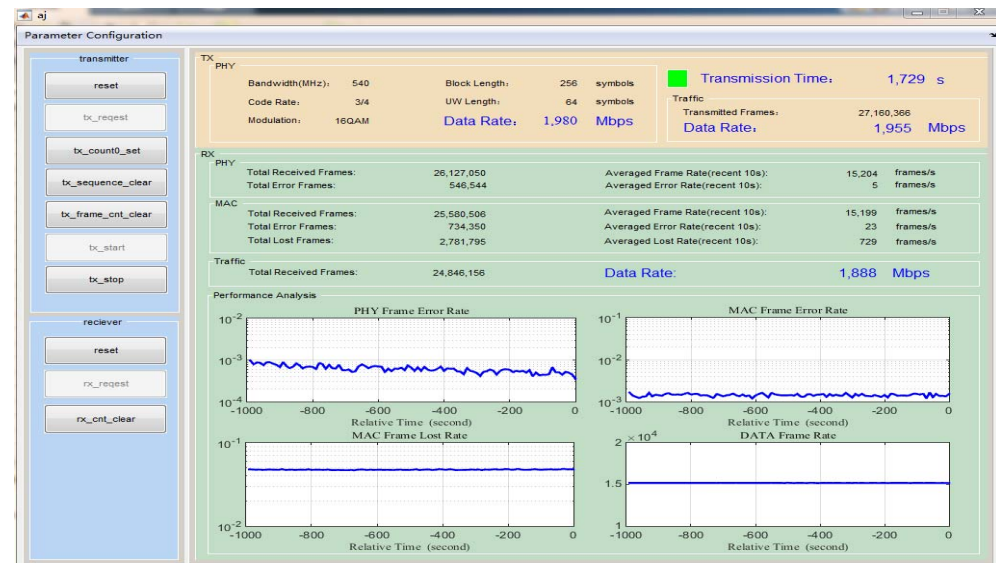 aj
Parameter Configuration
transmitter
reset
tx_reqest
tx_count0_set
tx_sequence_clear
tx_frame_cnt_clear
tx_start
tx_stop
reciever
reset
rx_reqest
rx_cnt_clear
TX
PHY
Bandwidth(MHz): 540 Block Length: 256 symbols
Code Rate: 3/4 UW Length: 64 symbols
Modulation: 16QAM Data Rate: 1,980 Mbps
Transmission Time: 1,729 s
Traffic
Transmitted Frames: 27,160,366
Data Rate: 1,955 Mbps
RX
PHY
Total Received Frames: 26,127,050 Averaged Frame Rate(recent 10s): 15,204 frames/s
Total Error Frames: 546,544 Averaged Error Rate(recent 10s): 5 frames/s
MAC
Total Received Frames: 25,580,506 Averaged Frame Rate(recent 10s): 15,199 frames/s
Total Error Frames: 734,350 Averaged Error Rate(recent 10s): 23 frames/s
Total Lost Frames: 2,781,795 Averaged Lost Rate(recent 10s): 729 frames/s
Traffic
Total Received Frames: 24,846,156 Data Rate: 1,888 Mbps
Performance Analysis
PHY Frame Error Rate
10^-2
10^-3
10^-4
-1000 -800 -600 -400 -200 0
Relative Time (second)
MAC Frame Error Rate
10^-1
10^-2
10^-3
-1000 -800 -600 -400 -200 0
Relative Time (second)
MAC Frame Lost Rate
10^-1
10^-2
-1000 -800 -600 -400 -200 0
Relative Time (second)
DATA Frame Rate
× 10^4
2
1.5
1
-1000 -800 -600 -400 -200 0
Relative Time (second)